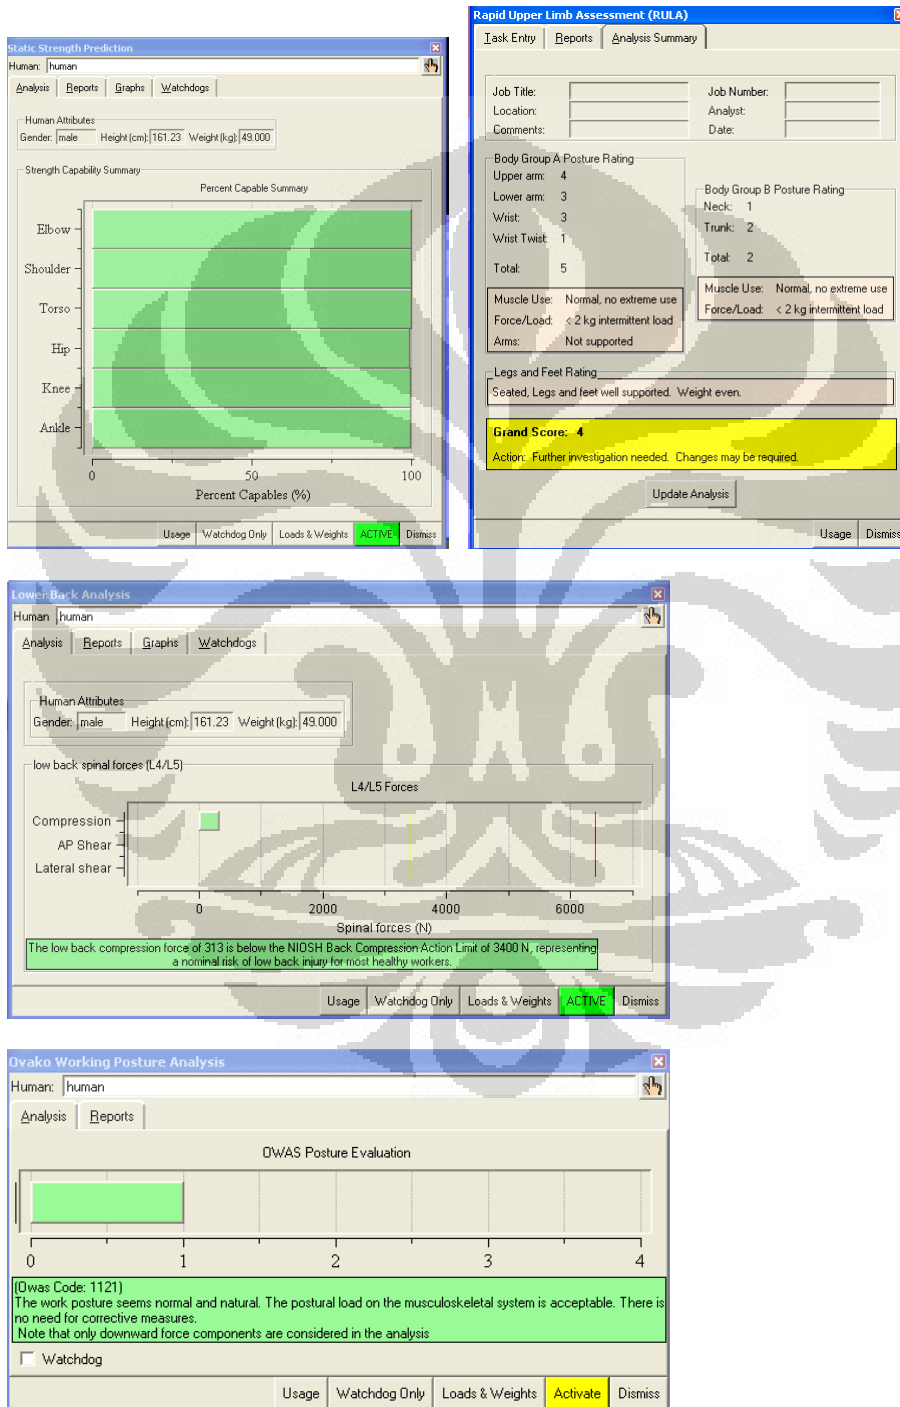 Static Strength Prediction
Human: human
Analysis Reports Graphs Watchdogs
Human Attributes
Gender: male Height (cm): 161.23 Weight (kg): 49.000
Strength Capability Summary
Percent Capable Summary
Elbow
Shoulder
Torso
Hip
Knee
Ankle
0 50 100
Percent Capables (%)
Usage Watchdog Only Loads & Weights ACTIVE Dismiss
Rapid Upper Limb Assessment (RULA)
Task Entry Reports Analysis Summary
Job Title: Job Number:
Location: Analyst:
Comments: Date:
Body Group A Posture Rating
Upper arm: 4
Lower arm: 3
Wrist: 3
Wrist Twist: 1
Total: 5
Muscle Use: Normal, no extreme use
Force/Load: < 2 kg intermittent load
Arms: Not supported
Body Group B Posture Rating
Neck: 1
Trunk: 2
Total: 2
Muscle Use: Normal, no extreme use
Force/Load: < 2 kg intermittent load
Legs and Feet Rating
Seated, Legs and feet well supported. Weight even.
Grand Score: 4
Action: Further investigation needed. Changes may be required.
Update Analysis
Usage Dismiss
Lower Back Analysis
Human human
Analysis Reports Graphs Watchdogs
Human Attributes
Gender: male Height (cm): 161.23 Weight (kg): 49.000
low back spinal forces (L4/L5)
L4/L5 Forces
Compression
AP Shear
Lateral shear
0 2000 4000 6000
Spinal forces (N)
The low back compression force of 313 is below the NIOSH Back Compression Action Limit of 3400 N, representing
a nominal risk of low back injury for most healthy workers.
Usage Watchdog Only Loads & Weights ACTIVE Dismiss
Ovako Working Posture Analysis
Human: human
Analysis Reports
OWAS Posture Evaluation
0 1 2 3 4
(Owas Code: 1121)
The work posture seems normal and natural. The postural load on the musculoskeletal system is acceptable. There is
no need for corrective measures.
Note that only downward force components are considered in the analysis
Watchdog
Usage Watchdog Only Loads & Weights Activate Dismiss